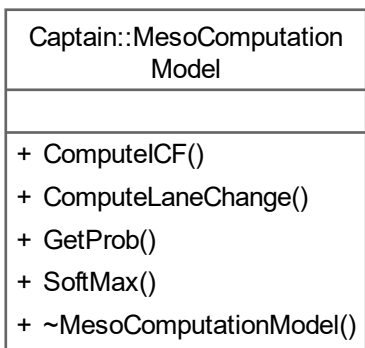 Captain::MesoComputation
Model
+ ComputeICF()
+ ComputeLaneChange()
+ GetProb()
+ SoftMax()
+ ~MesoComputationModel()